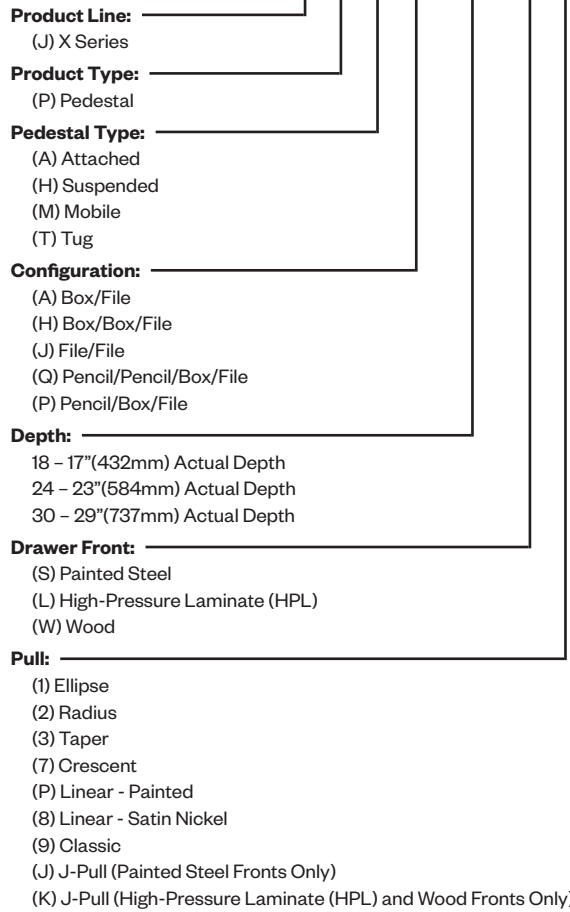 Product Line:
(J) X Series
Product Type:
(P) Pedestal
Pedestal Type:
(A) Attached
(H) Suspended
(M) Mobile
(T) Tug
Configuration:
(A) Box/File
(H) Box/Box/File
(J) File/File
(Q) Pencil/Pencil/Box/File
(P) Pencil/Box/File
Depth:
18 – 17”(432mm) Actual Depth
24 – 23”(584mm) Actual Depth
30 – 29”(737mm) Actual Depth
Drawer Front:
(S) Painted Steel
(L) High-Pressure Laminate (HPL)
(W) Wood
Pull:
(1) Ellipse
(2) Radius
(3) Taper
(7) Crescent
(P) Linear - Painted
(8) Linear - Satin Nickel
(9) Classic
(J) J-Pull (Painted Steel Fronts Only)
(K) J-Pull (High-Pressure Laminate (HPL) and Wood Fronts Only)